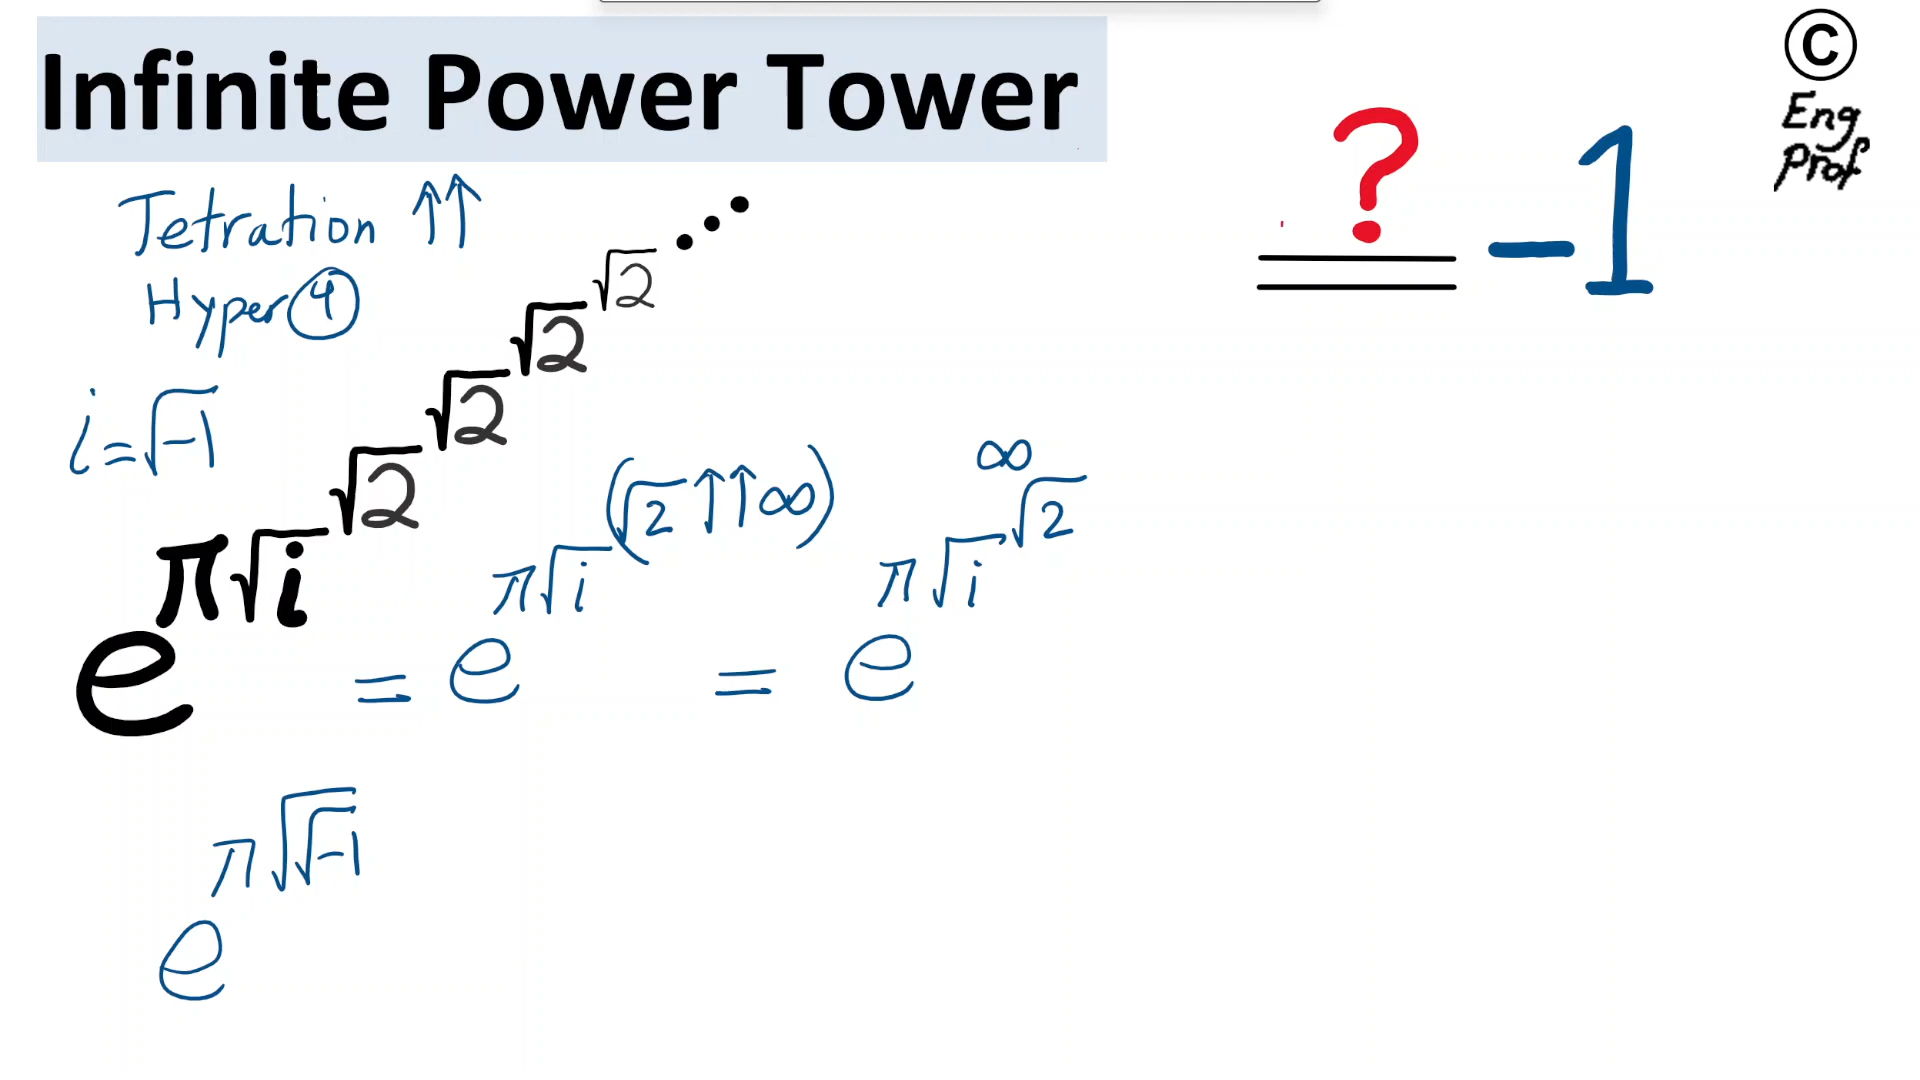 Infinite Power Tower
© Eng Prof
Tetration ↑↑
Hyper 4
i = √-1
e^{π√i^{√2^{√2^{√2^{√2^{⋰}}}}}} = e^{π√i^{(√2↑↑∞)}} = e^{π√i^{^{∞}√2}}
? = -1
e^{π√√-1}